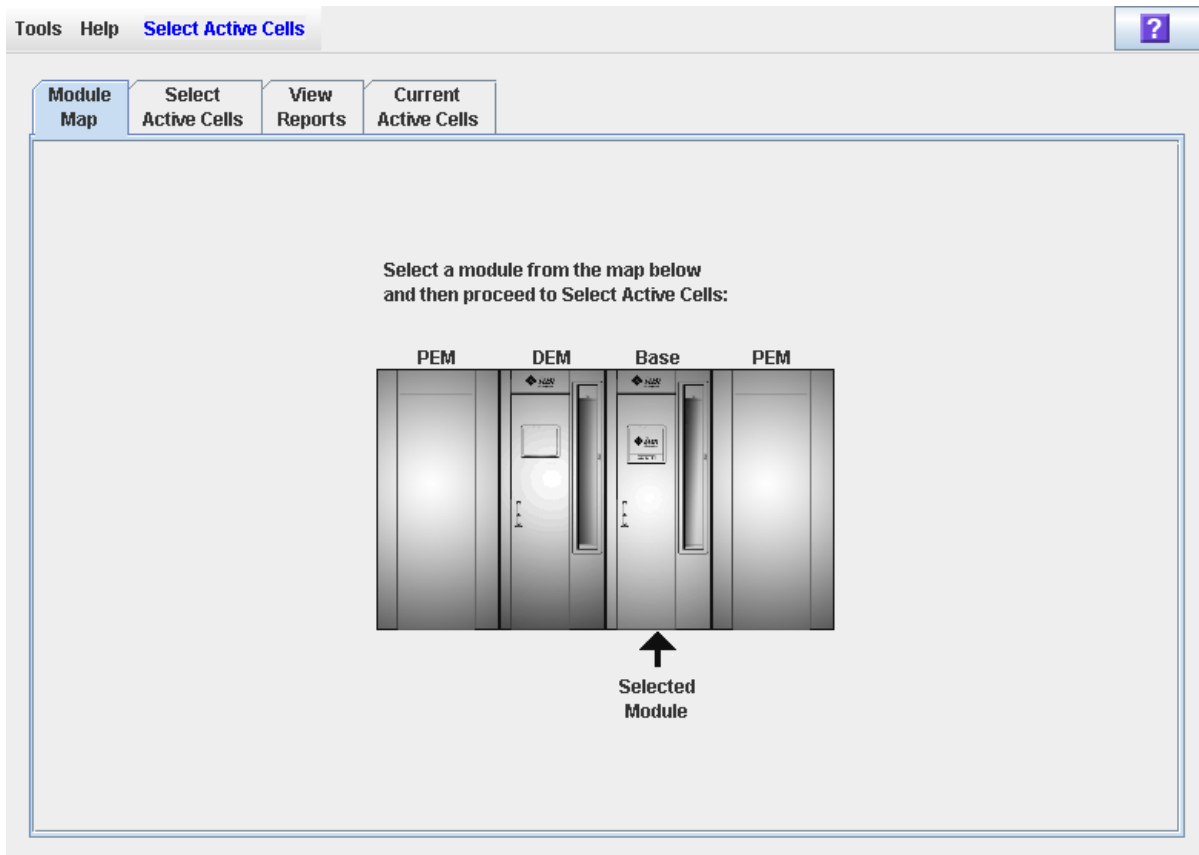 Tools Help Select Active Cells ?
Module Map
Select Active Cells
View Reports
Current Active Cells
Select a module from the map below
and then proceed to Select Active Cells:
PEM DEM Base PEM
Sun
Selected
Module